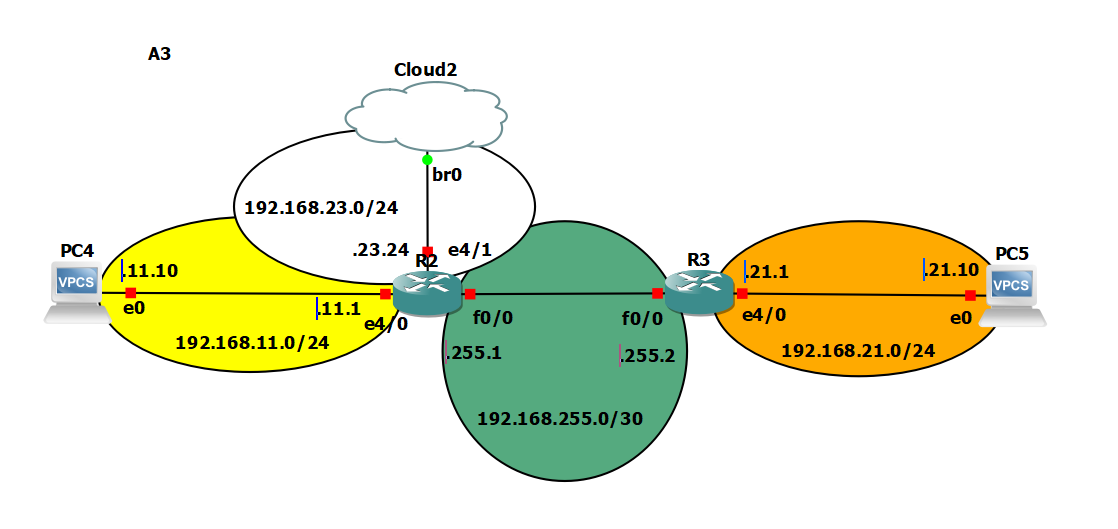 A3
Cloud2
br0
192.168.23.0/24
.23.24
e4/1
PC4
VPCS
.11.10
e0
.11.1
e4/0
192.168.11.0/24
R2
f0/0
.255.1
192.168.255.0/30
R3
f0/0
.255.2
.21.1
e4/0
192.168.21.0/24
.21.10
PC5
VPCS
e0